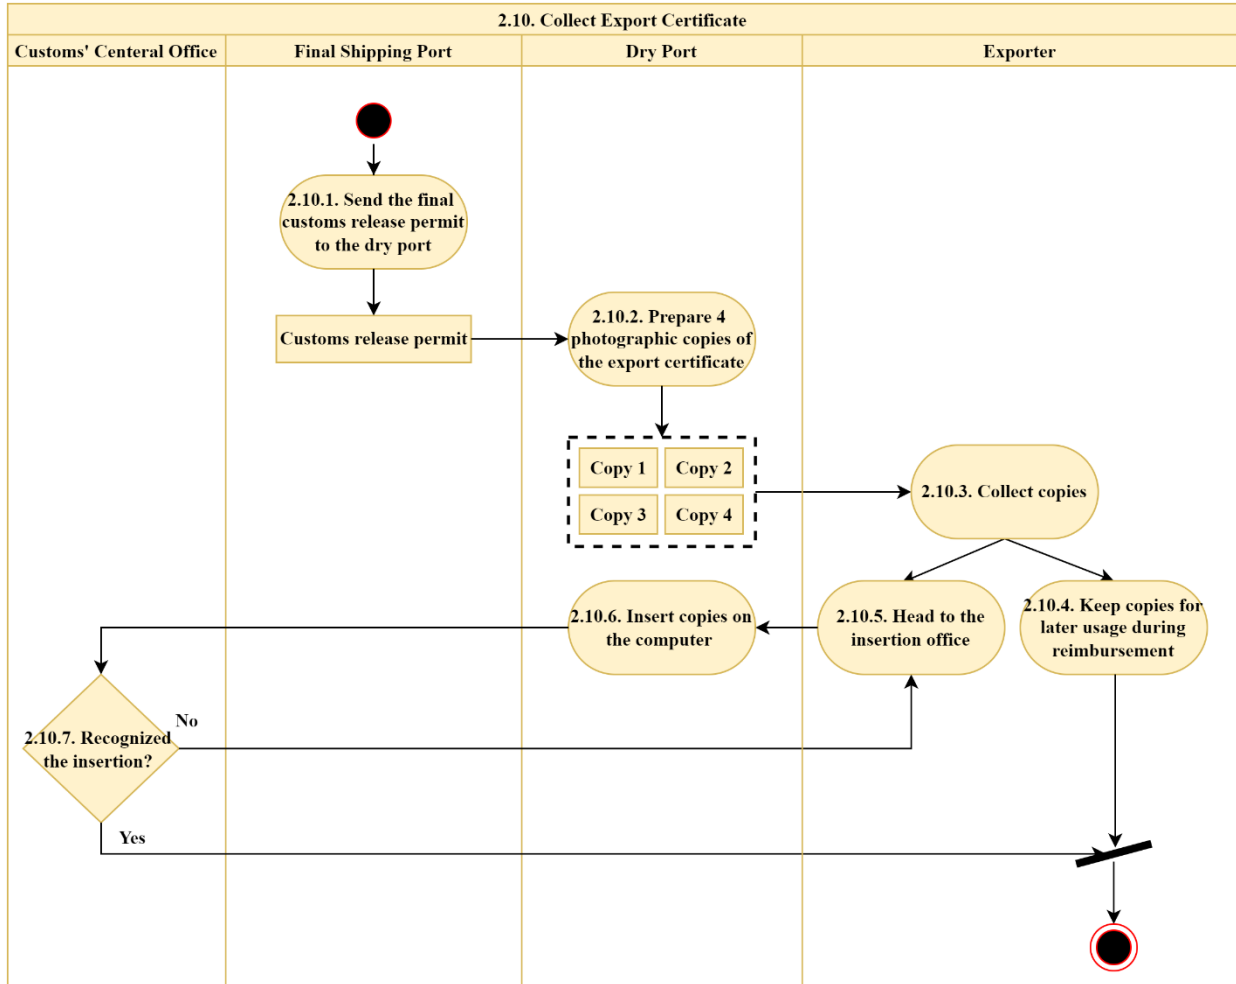 2.10. Collect Export Certificate
Customs' Centeral Office
Final Shipping Port
Dry Port
Exporter
2.10.1. Send the final
customs release permit
to the dry port
Customs release permit
2.10.2. Prepare 4
photographic copies of
the export certificate
Copy 1
Copy 2
Copy 3
Copy 4
2.10.3. Collect copies
2.10.6. Insert copies on
the computer
2.10.5. Head to the
insertion office
2.10.4. Keep copies for
later usage during
reimbursement
2.10.7. Recognized
the insertion?
No
Yes